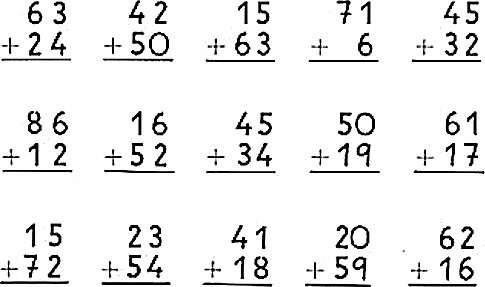 63 42 15 71 45
+24 +50 +63 + 6 +32
86 16 45 50 61
+12 +52 +34 +19 +17
15 23 41 20 62
+72 +54 +18 +59 +16